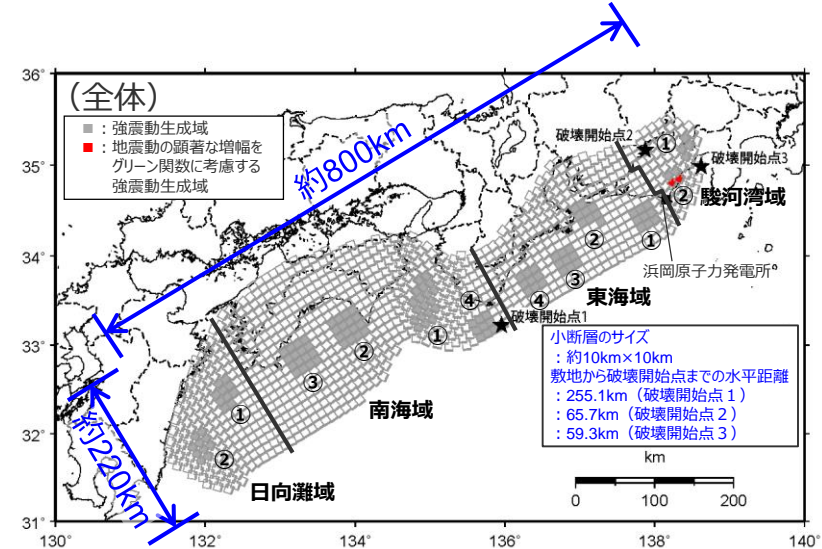 (全体)
■ : 強震動生成域
■ : 地震動の顕著な増幅を
グリーン関数に考慮する
強震動生成域
約800km
約220km
破壊開始点2
破壊開始点3
①
②
駿河湾域
浜岡原子力発電所
②
①
③
④
東海域
破壊開始点1
④
①
②
③
南海域
①
②
日向灘域
小断層のサイズ
:約10km×10km
敷地から破壊開始点までの水平距離
:255.1km(破壊開始点1)
:65.7km(破壊開始点2)
:59.3km(破壊開始点3)
km
0 100 200
36°
35°
34°
33°
32°
31°
130° 132° 134° 136° 138° 140°